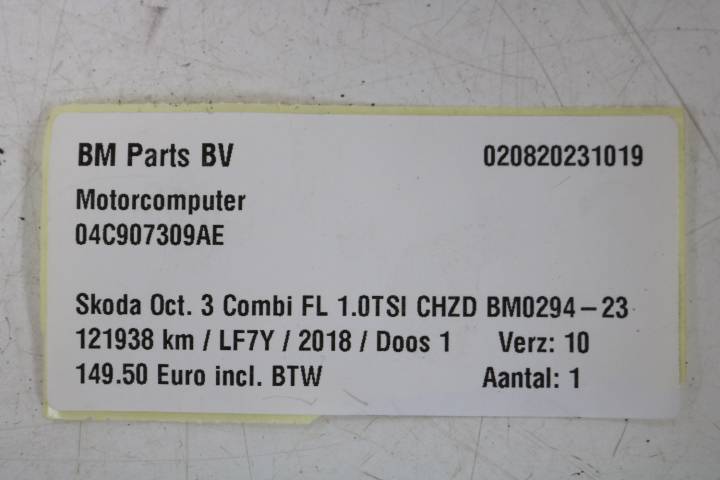 BM Parts BV 020820231019
Motorcomputer
04C907309AE
Skoda Oct. 3 Combi FL 1.0TSI CHZD BM0294-23
121938 km / LF7Y / 2018 / Doos 1 Verz: 10
149.50 Euro incl. BTW Aantal: 1